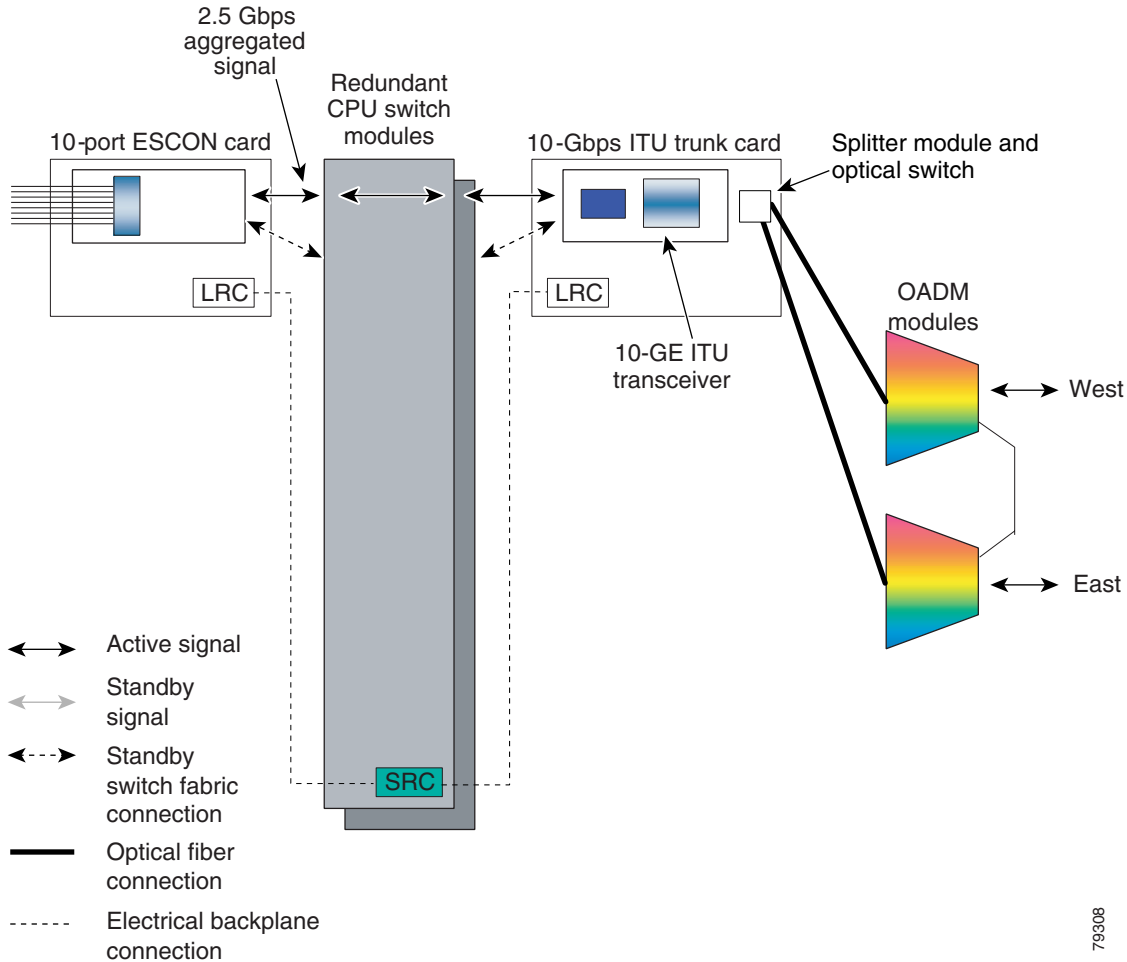 2.5 Gbps
aggregated
signal
Redundant
CPU switch
modules
10-port ESCON card
10-Gbps ITU trunk card
Splitter module and
optical switch
LRC
LRC
OADM
modules
10-GE ITU
transceiver
West
East
SRC
Active signal
Standby
signal
Standby
switch fabric
connection
Optical fiber
connection
Electrical backplane
connection
79308